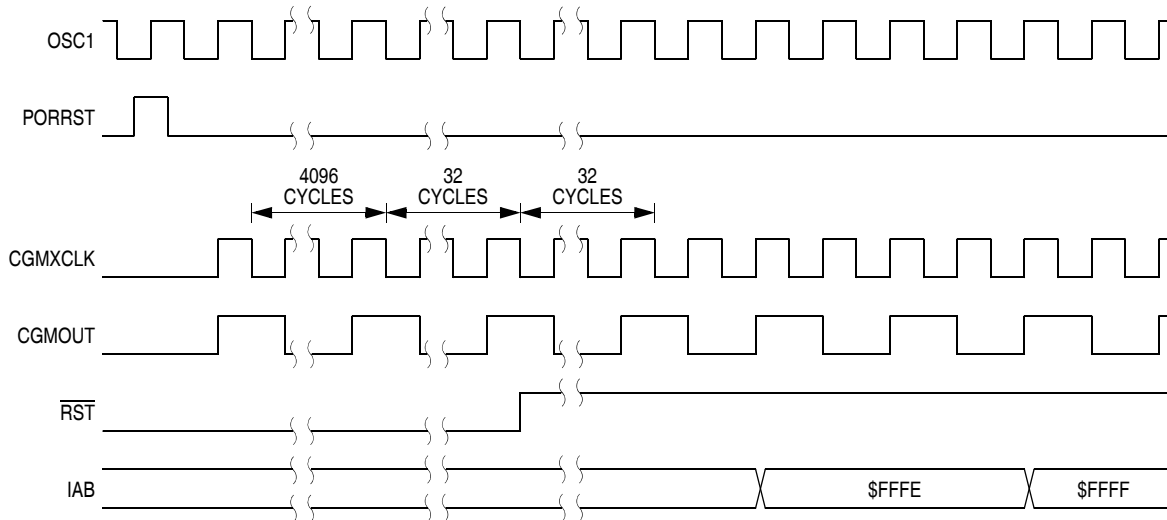 OSC1
PORRST
4096
CYCLES
32
CYCLES
32
CYCLES
CGMXCLK
CGMOUT
RST
IAB
$FFFE
$FFFF